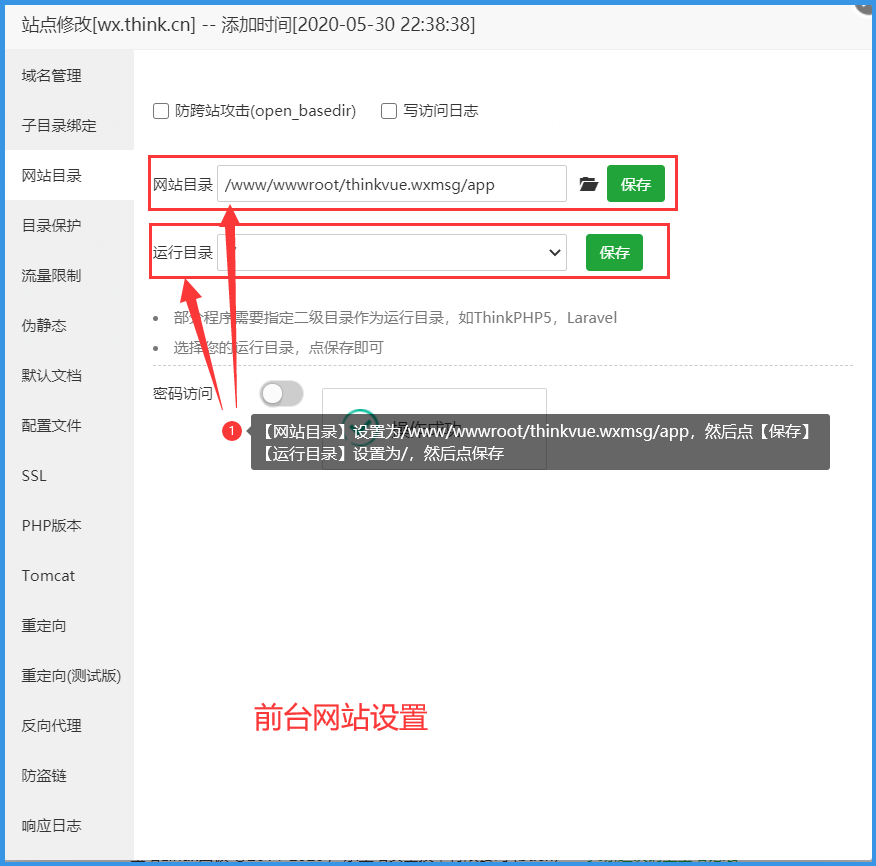 站点修改[wx.think.cn] -- 添加时间[2020-05-30 22:38:38]
域名管理
子目录绑定
网站目录
目录保护
流量限制
伪静态
默认文档
配置文件
SSL
PHP版本
Tomcat
重定向
重定向(测试版)
反向代理
防盗链
响应日志
防跨站攻击(open_basedir) 写访问日志
网站目录 /www/wwwroot/thinkvue.wxmsg/app 保存
运行目录 保存
部分程序需要指定二级目录作为运行目录，如ThinkPHP5，Laravel
选择您的运行目录，点保存即可
密码访问
操作成功
1
【网站目录】设置为/www/wwwroot/thinkvue.wxmsg/app，然后点【保存】
【运行目录】设置为/，然后点保存
前台网站设置